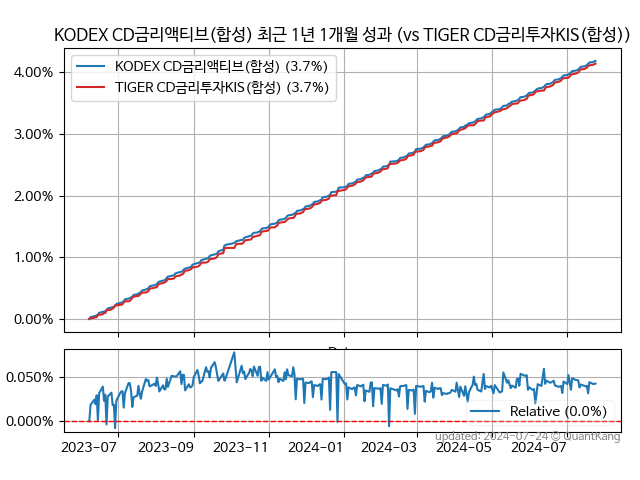 KODEX CD금리액티브(합성) 최근 1년 1개월 성과 (vs TIGER CD금리투자KIS(합성))
KODEX CD금리액티브(합성) (3.7%)
TIGER CD금리투자KIS(합성) (3.7%)
4.00%
3.00%
2.00%
1.00%
0.00%
0.050%
0.000%
Relative (0.0%)
updated: 2024-07-24 © QuantKang
2023-07 2023-09 2023-11 2024-01 2024-03 2024-05 2024-07